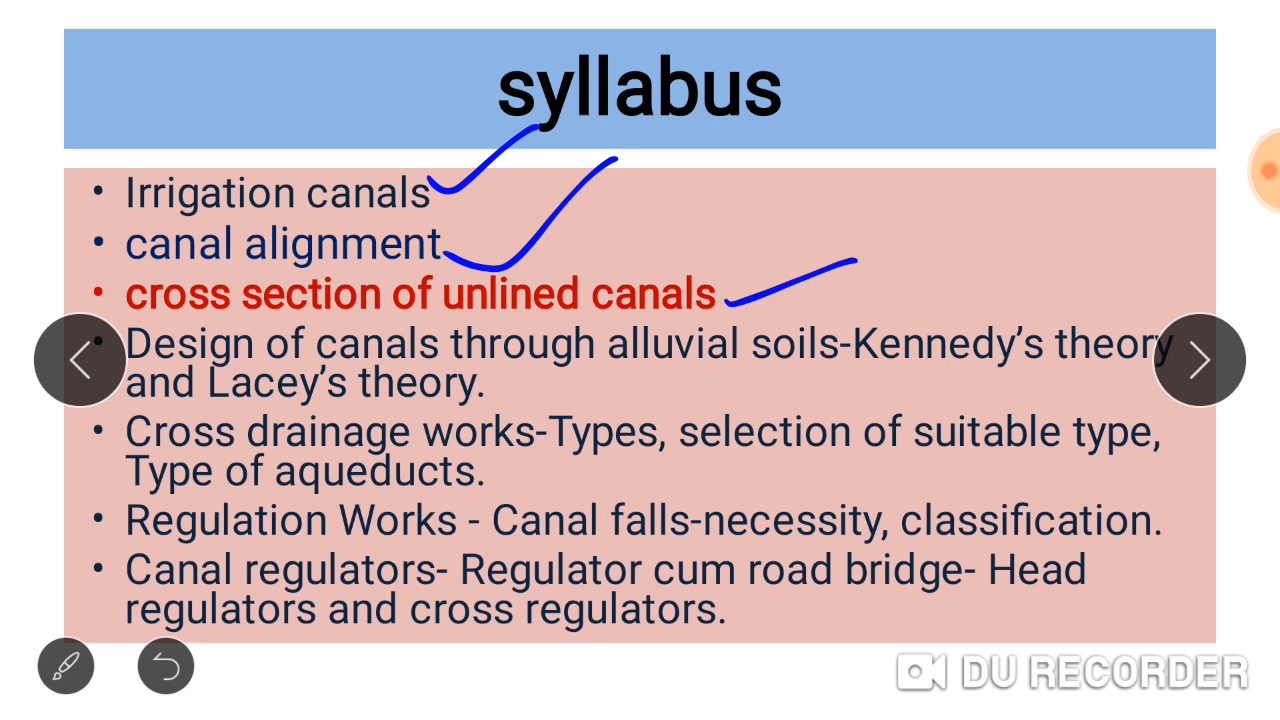 syllabus
• Irrigation canals
• canal alignment
• cross section of unlined canals
• Design of canals through alluvial soils-Kennedy’s theory
and Lacey’s theory.
• Cross drainage works-Types, selection of suitable type,
Type of aqueducts.
• Regulation Works - Canal falls-necessity, classification.
• Canal regulators- Regulator cum road bridge- Head
regulators and cross regulators.
DU RECORDER